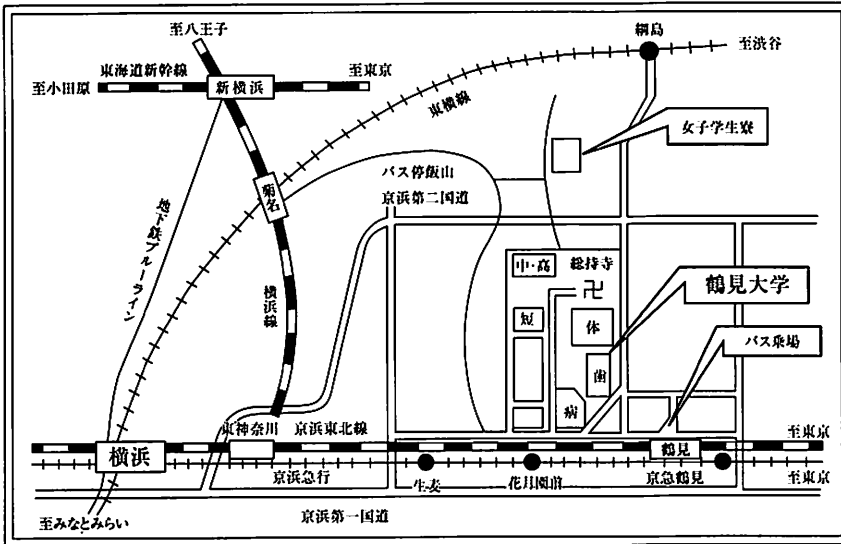 至八王子
綱島
至渋谷
東海道新幹線
至小田原
新横浜
至東京
東横線
女子学生寮
バス停飯山
菊名
京浜第二国道
地下鉄ブルーライン
中・高
総持寺
卍
鶴見大学
横浜線
短
体
バス乗場
歯
病
東神奈川
京浜東北線
至東京
横浜
鶴見
京浜急行
生麦
花月園前
京急鶴見
至東京
至みなとみらい
京浜第一国道